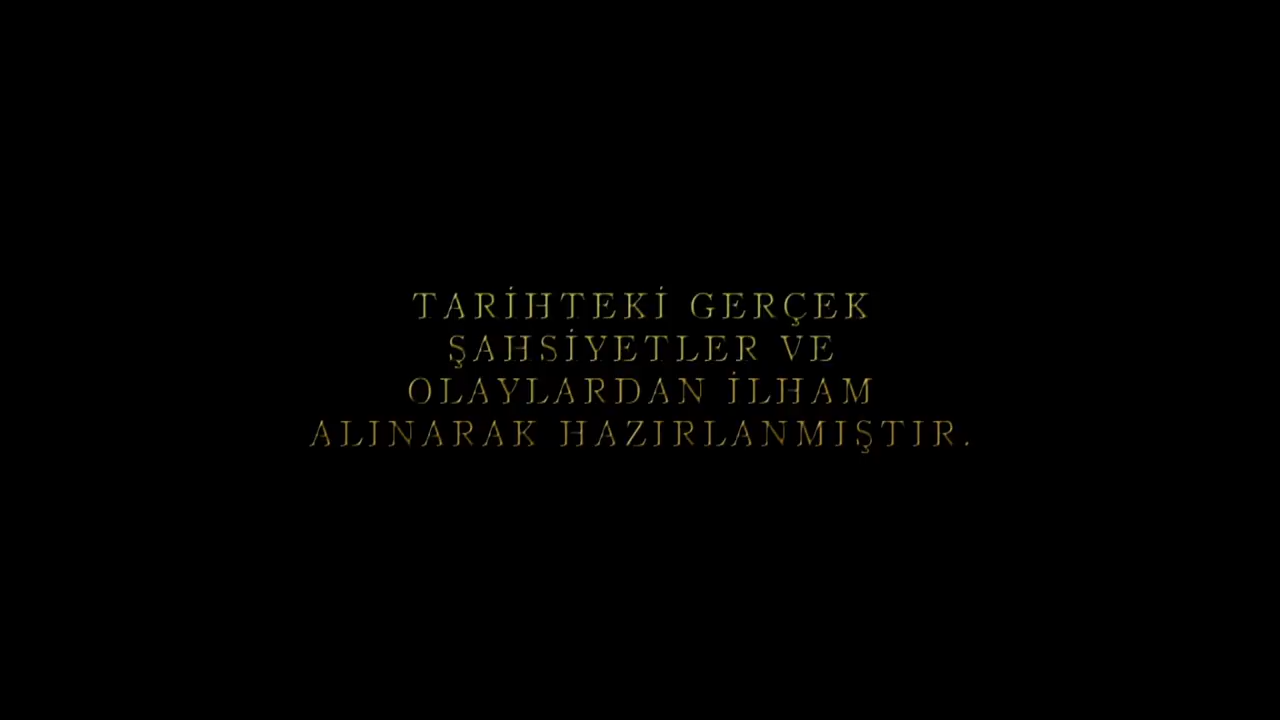 TARİHTEKİ GERÇEK
ŞAHSİYETLER VE
OLAYLARDAN İLHAM
ALINARAK HAZIRLANMIŞTIR.